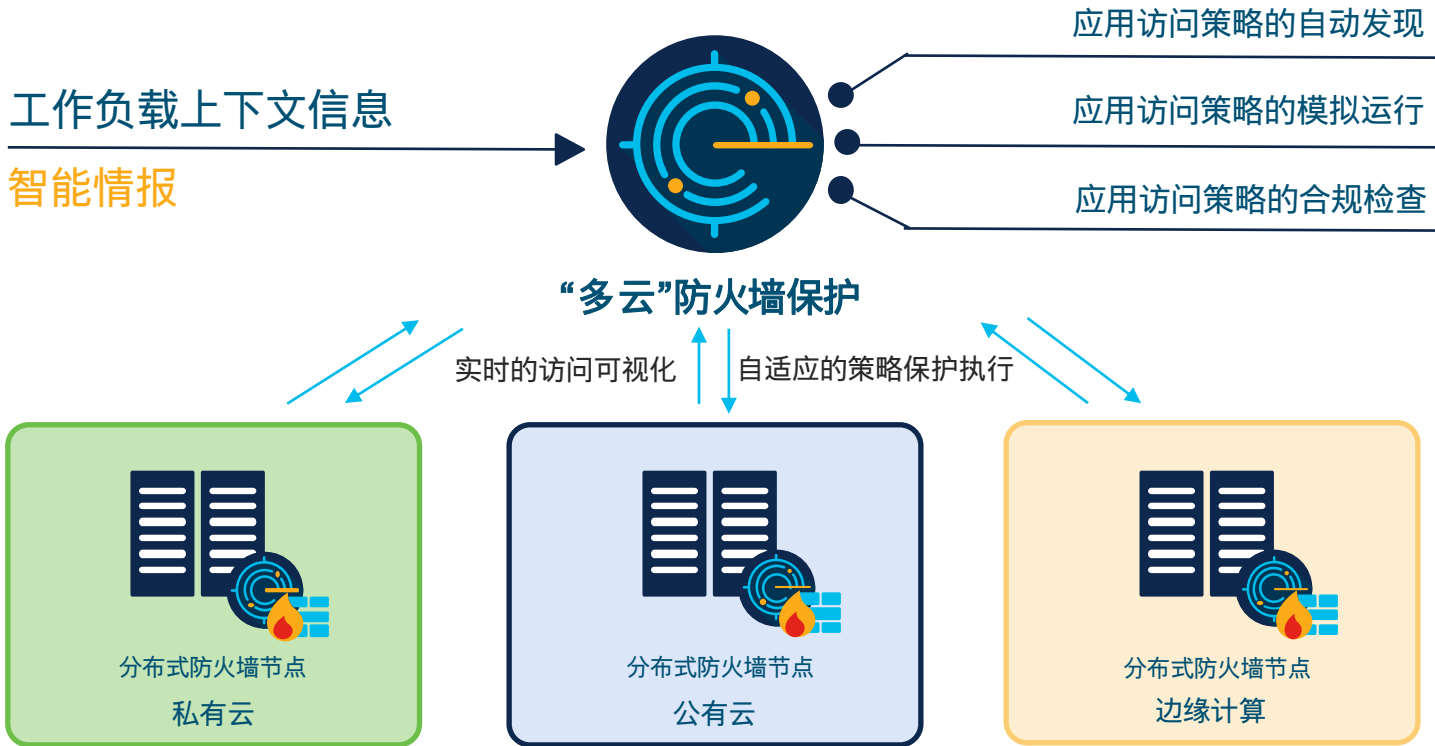 工作负载上下文信息
智能情报
应用访问策略的自动发现
应用访问策略的模拟运行
应用访问策略的合规检查
“多云”防火墙保护
实时的访问可视化
自适应的策略保护执行
分布式防火墙节点
私有云
分布式防火墙节点
公有云
分布式防火墙节点
边缘计算